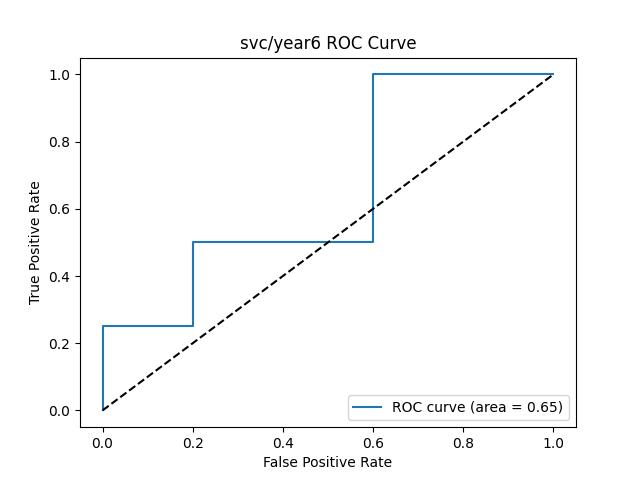 svc/year6 ROC Curve
True Positive Rate
1.0
0.8
0.6
0.4
0.2
0.0
ROC curve (area = 0.65)
0.0 0.2 0.4 0.6 0.8 1.0
False Positive Rate